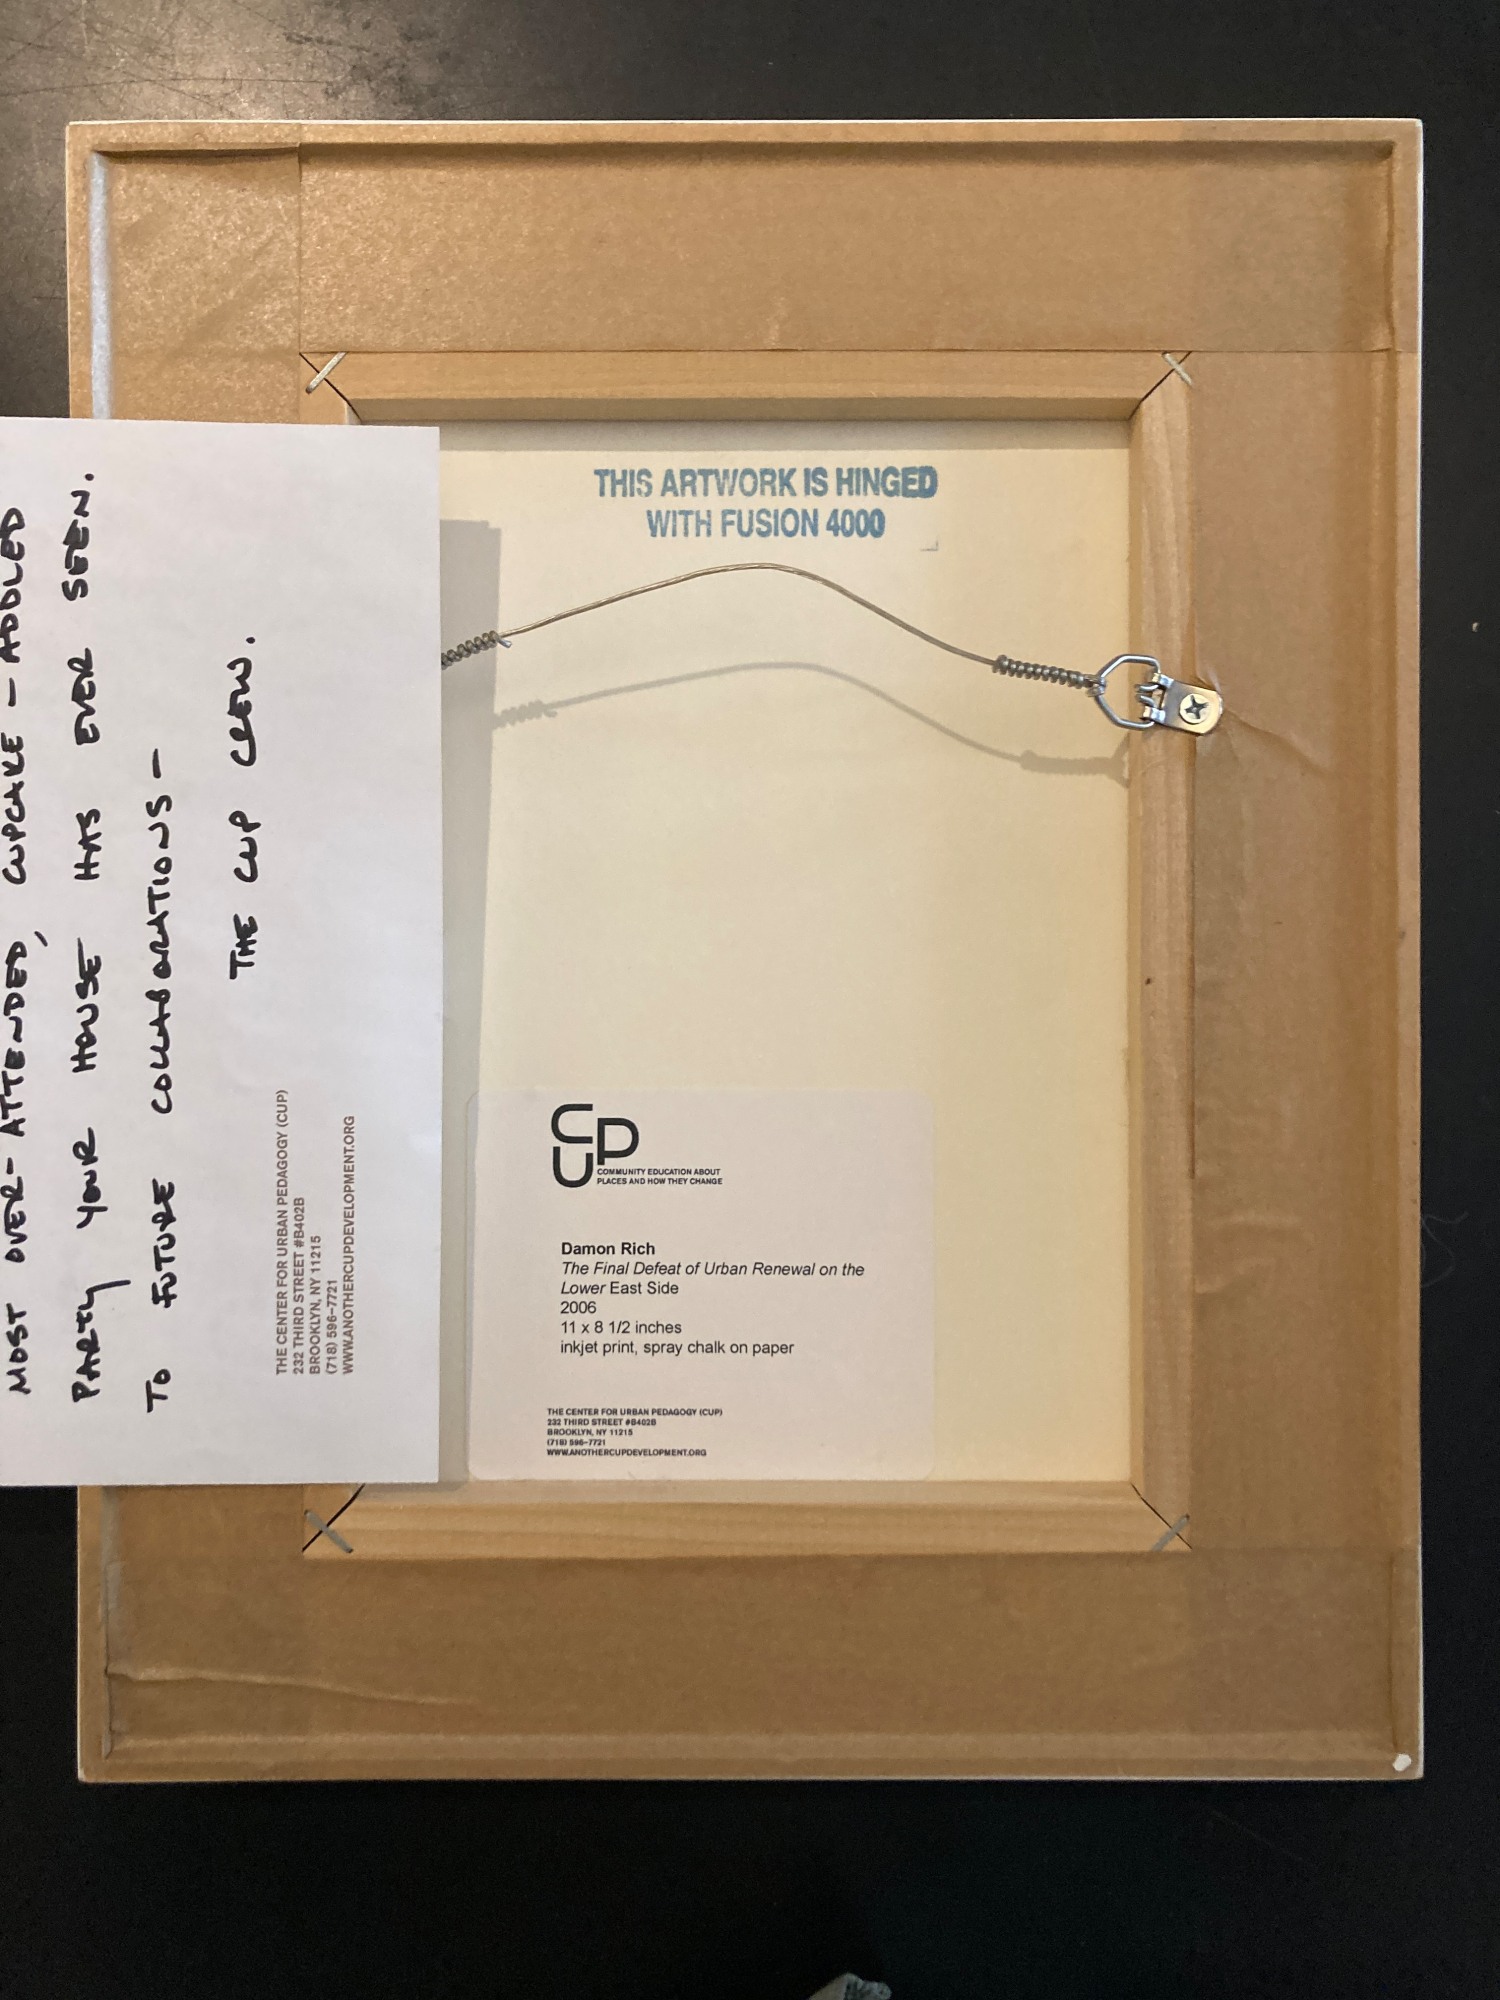 MOST OVER-ATTENDED, CUPCAKE-ADDLED
PARTY YOUR HOUSE HAS EVER SEEN.
TO FUTURE COLLABORATIONS-
THE CUP CREW.
THE CENTER FOR URBAN PEDAGOGY (CUP)
232 THIRD STREET #B402B
BROOKLYN, NY 11215
(718) 596-7721
WWW.ANOTHERCUPDEVELOPMENT.ORG
THIS ARTWORK IS HINGED
WITH FUSION 4000
CUP
COMMUNITY EDUCATION ABOUT
PLACES AND HOW THEY CHANGE
Damon Rich
The Final Defeat of Urban Renewal on the
Lower East Side
2006
11 x 8 1/2 inches
inkjet print, spray chalk on paper
THE CENTER FOR URBAN PEDAGOGY (CUP)
232 THIRD STREET #B402B
BROOKLYN, NY 11215
(718) 596-7721
WWW.ANOTHERCUPDEVELOPMENT.ORG